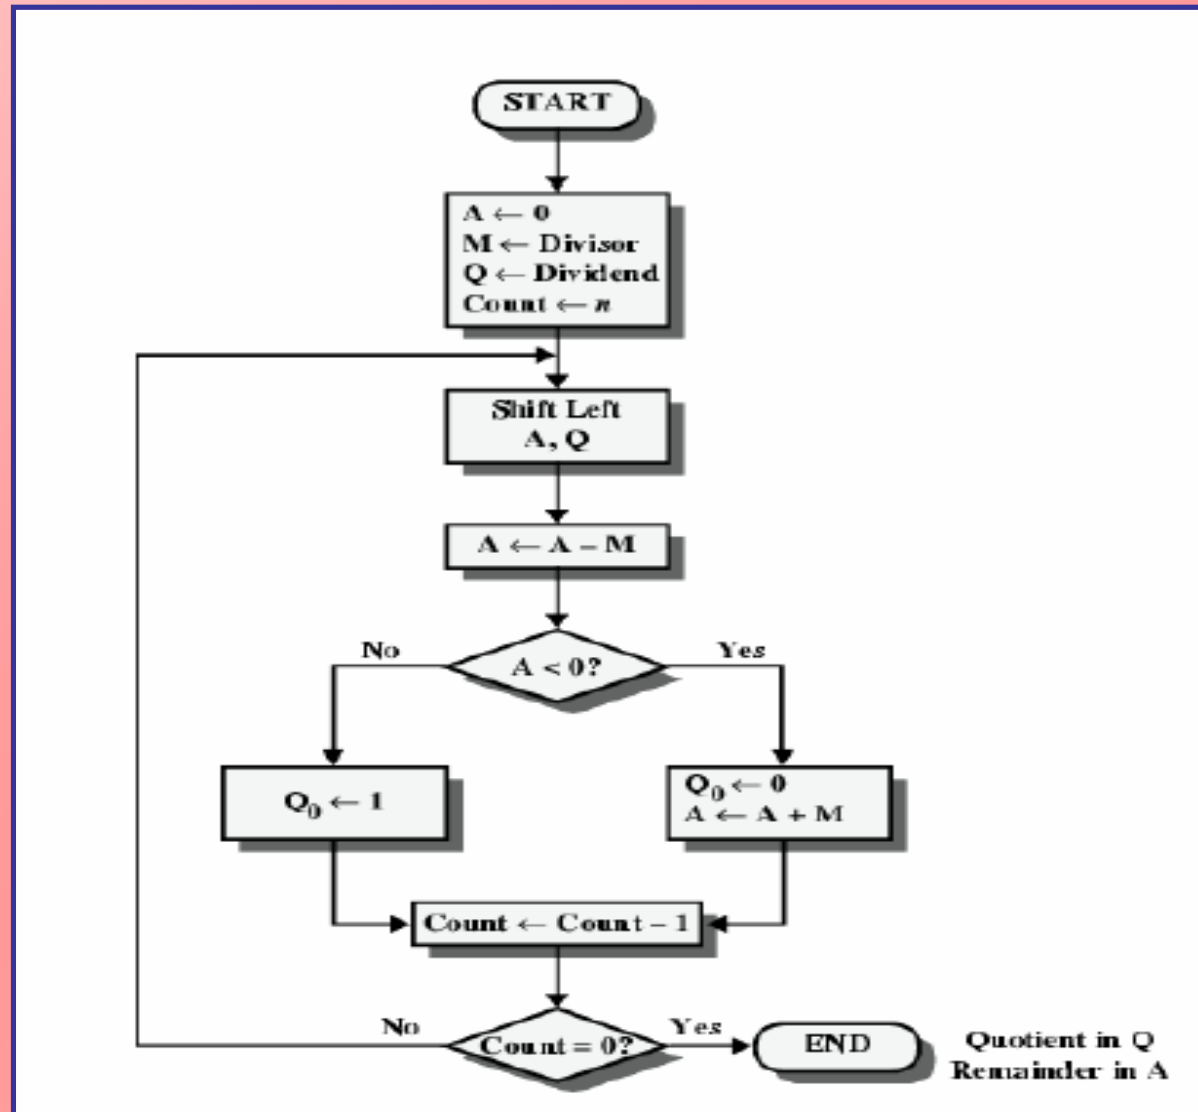 START
A ← 0
M ← Divisor
Q ← Dividend
Count ← n
Shift Left
A, Q
A ← A – M
No
A < 0?
Yes
Q₀ ← 1
Q₀ ← 0
A ← A + M
Count ← Count – 1
No
Count = 0?
Yes
END
Quotient in Q
Remainder in A